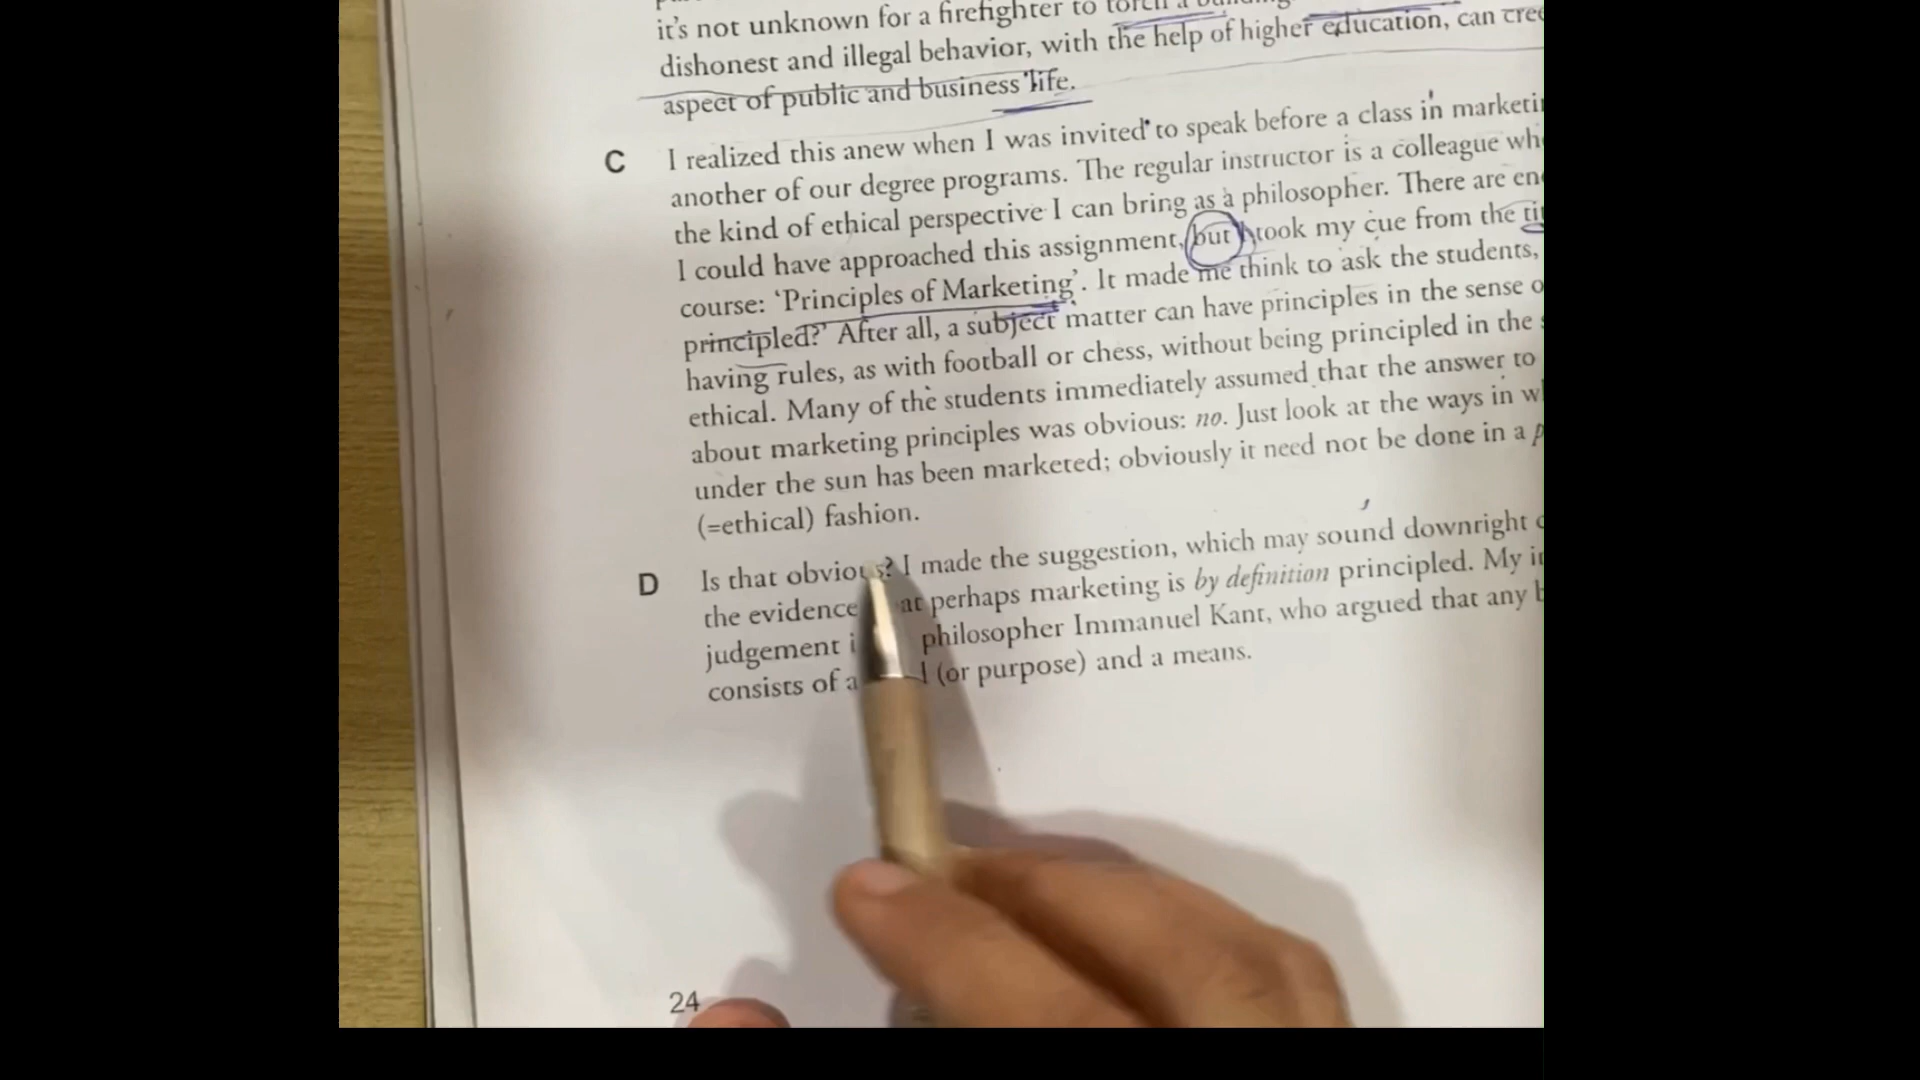 it's not unknown for a firefighter to torch a
dishonest and illegal behavior, with the help of higher education, can
aspect of public and business life.
C I realized this anew when I was invited to speak before a class in
another of our degree programs. The regular instructor is a colleague
the kind of ethical perspective I can bring as a philosopher. There are
I could have approached this assignment, but I took my cue from the
course: ‘Principles of Marketing’. It made me think to ask the students,
principled?’ After all, a subject matter can have principles in the sense
having rules, as with football or chess, without being principled in the
ethical. Many of the students immediately assumed that the answer to
about marketing principles was obvious: no. Just look at the ways in
under the sun has been marketed; obviously it need not be done in a
(=ethical) fashion.
D Is that obvious? I made the suggestion, which may sound downright
the evidence perhaps marketing is by definition principled. My
judgement philosopher Immanuel Kant, who argued that any
consists of (or purpose) and a means.
24